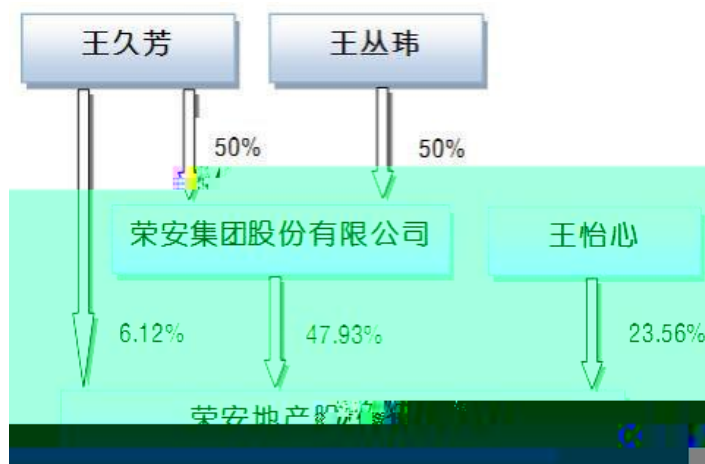 王久芳 王丛玮
50% 50%
荣安集团股份有限公司 王怡心
6.12% 47.93% 23.56%
荣安地产